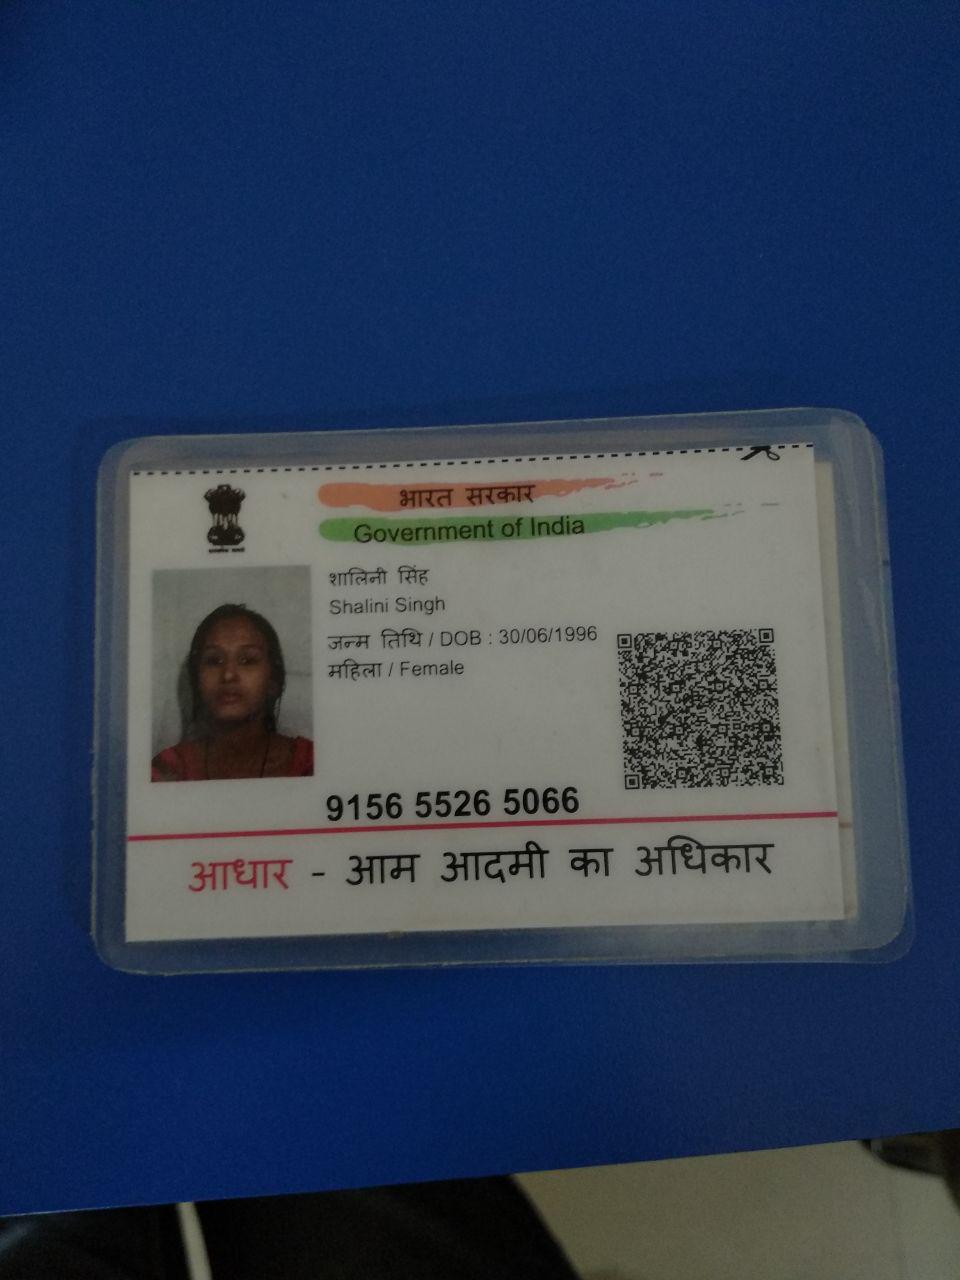 भारत सरकार
Government of India
शालिनी सिंह
Shalini Singh
जन्म तिथि / DOB : 30/06/1996
महिला / Female
9156 5526 5066
आधार - आम आदमी का अधिकार